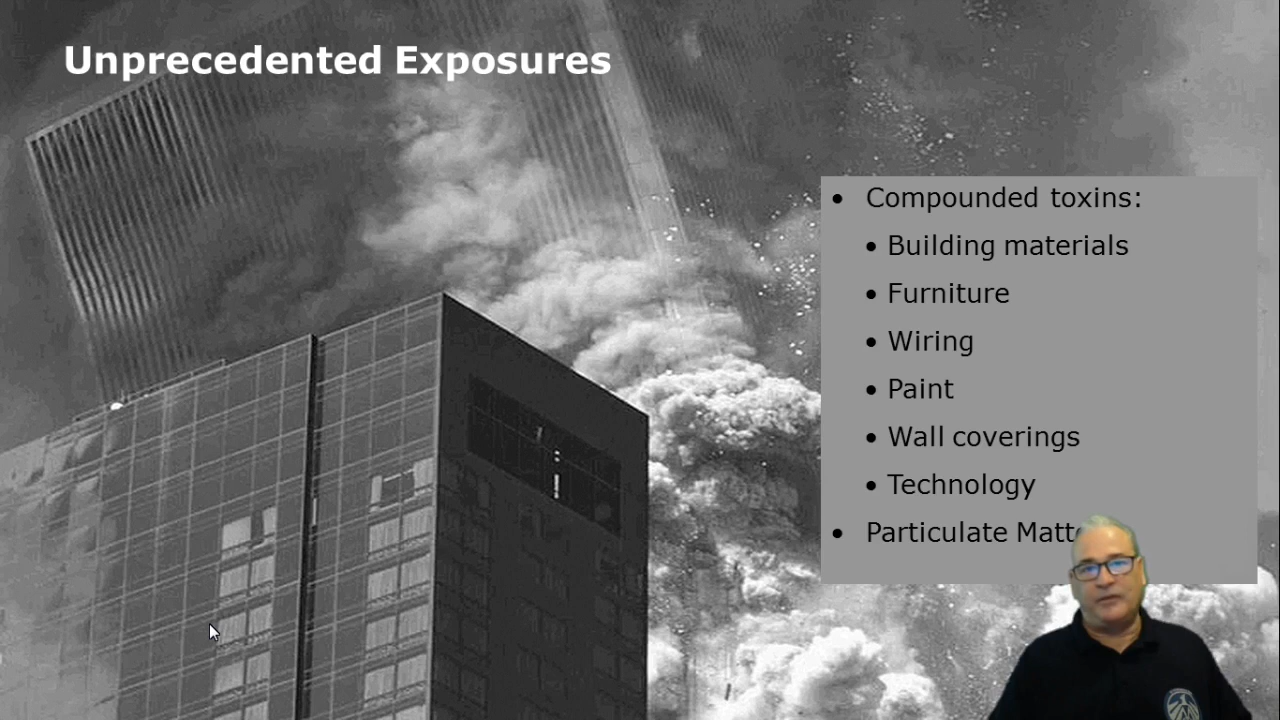 Unprecedented Exposures
• Compounded toxins:
• Building materials
• Furniture
• Wiring
• Paint
• Wall coverings
• Technology
• Particulate